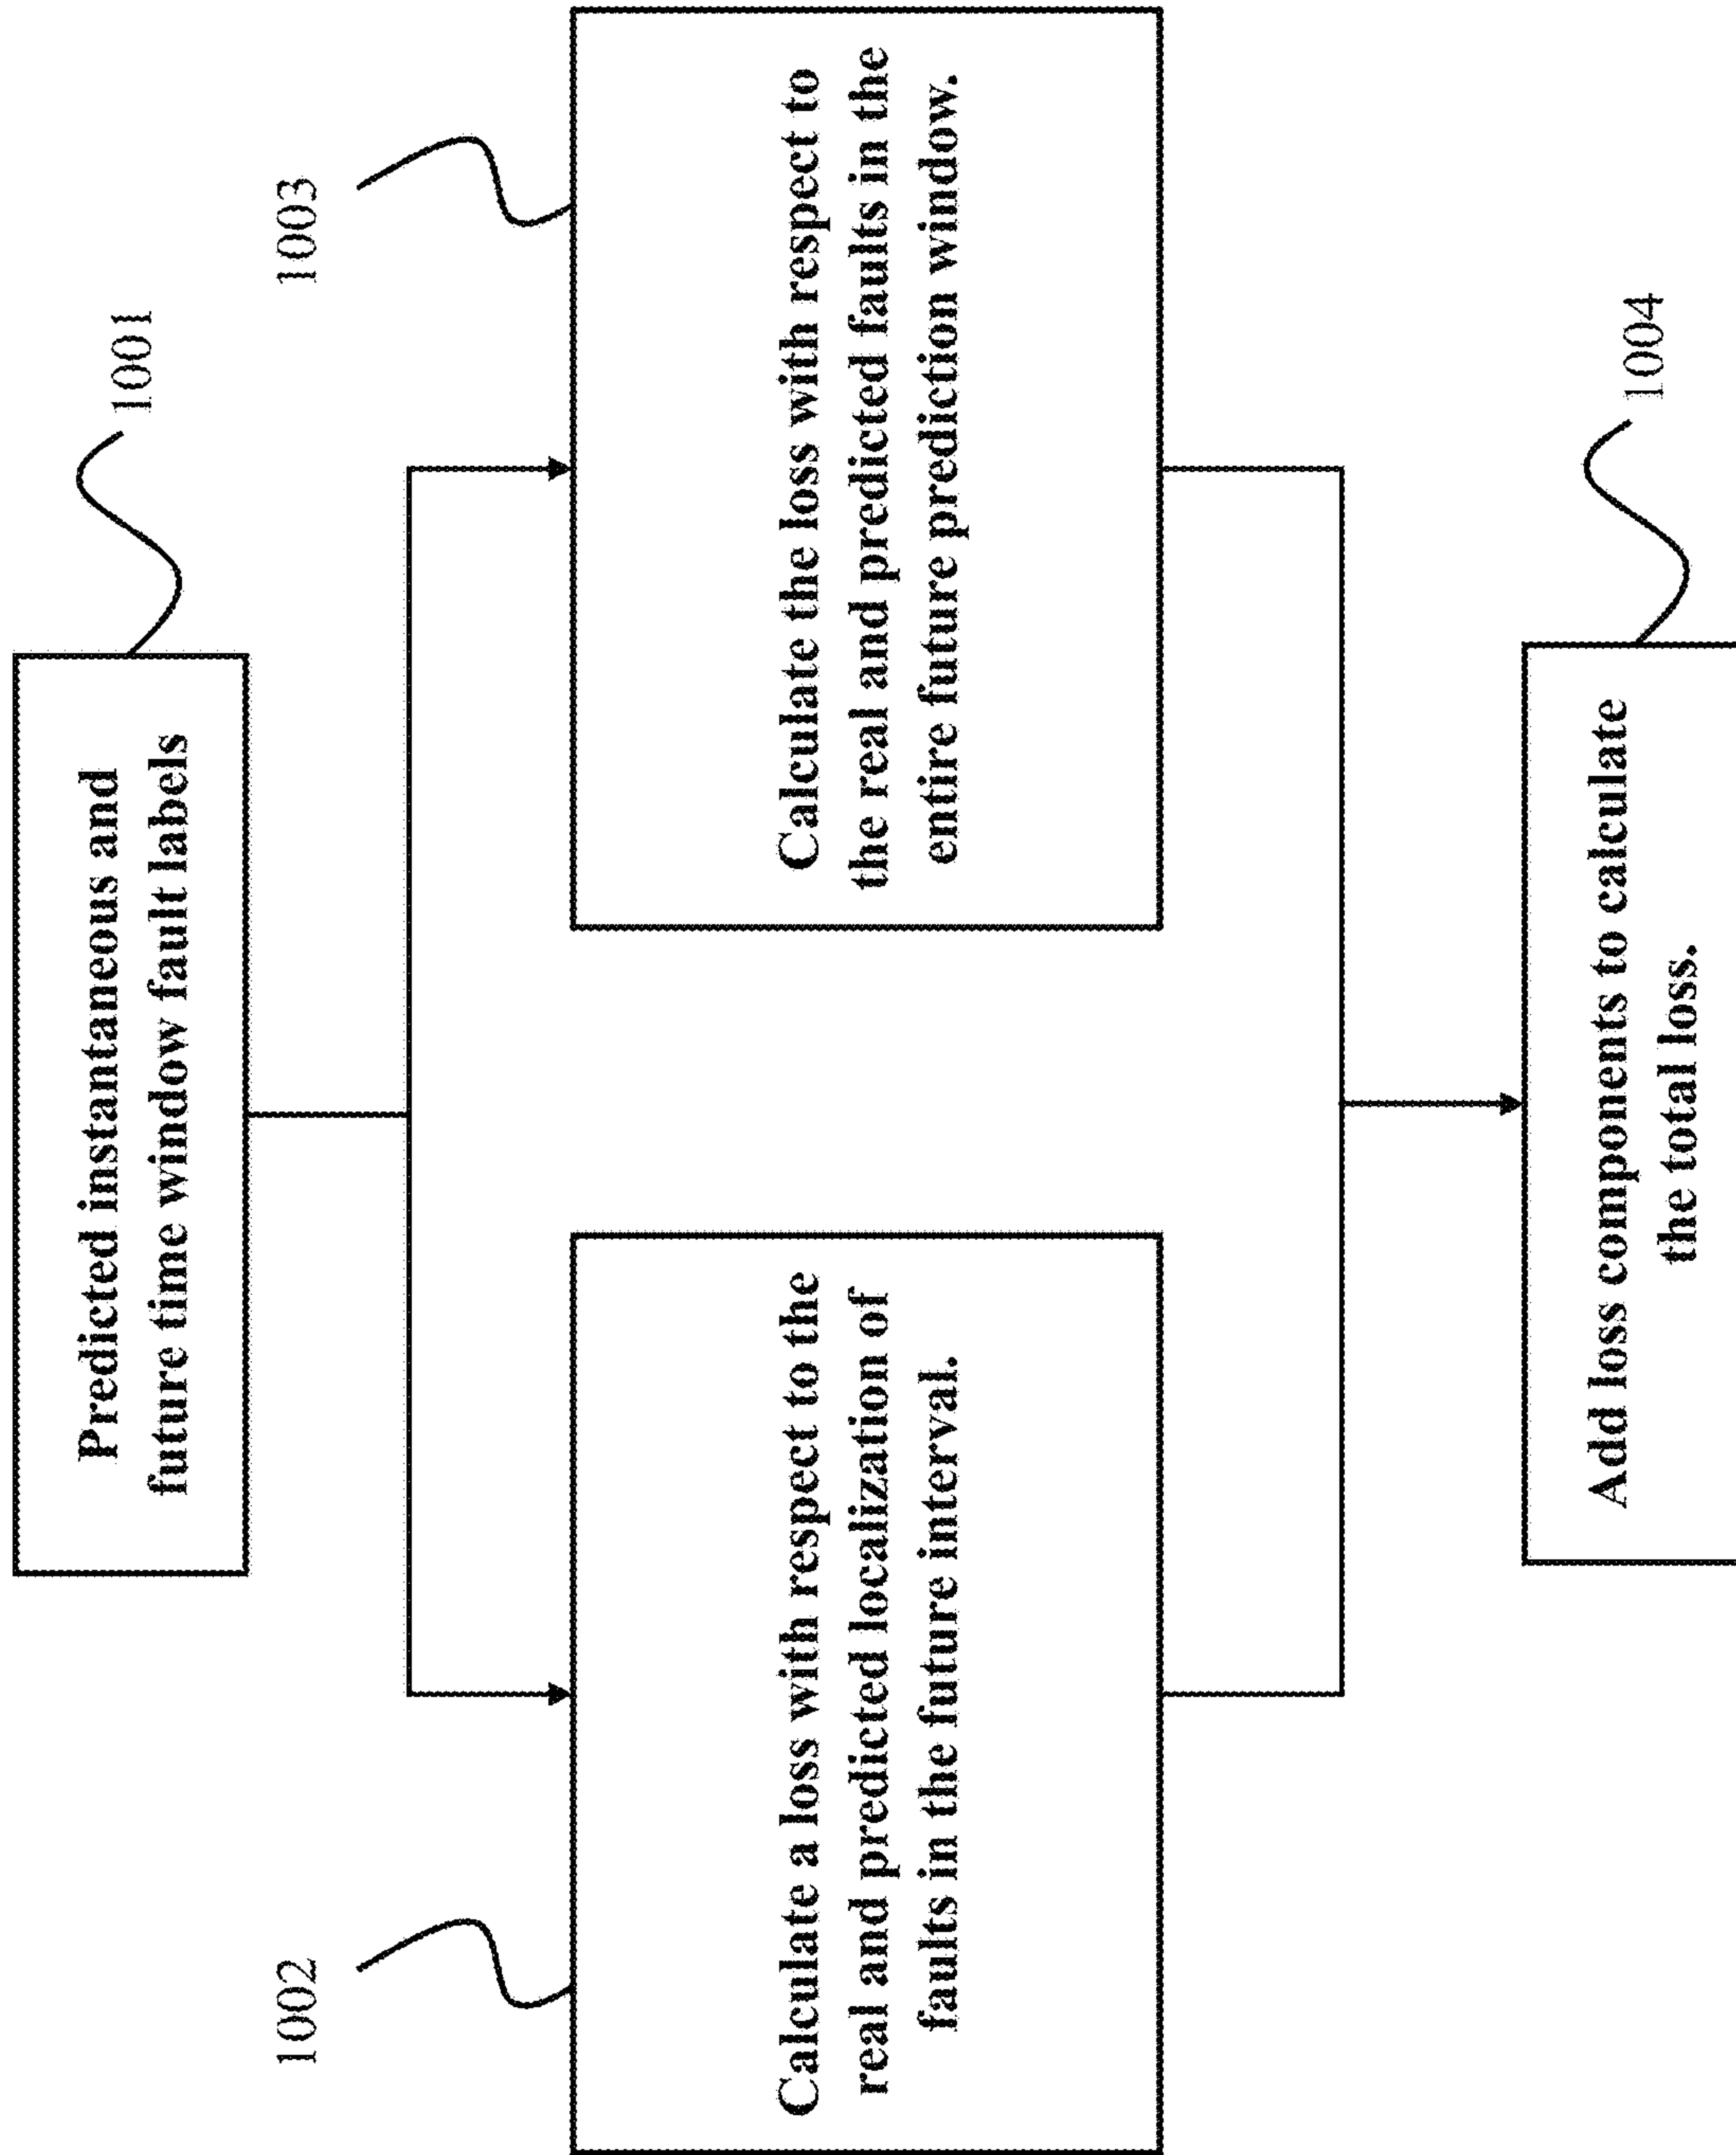 Predicted instantaneous and
future time window fault labels
1001
1002
Calculate a loss with respect to the
real and predicted localization of
faults in the future interval.
1003
Calculate the loss with respect to
the real and predicted faults in the
entire future prediction window.
Add loss components to calculate
the total loss.
1004